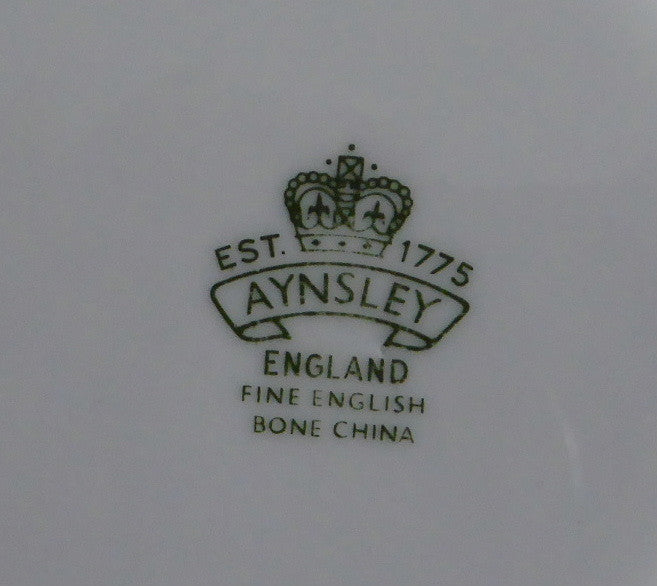 EST. 1775
AYNSLEY
ENGLAND
FINE ENGLISH
BONE CHINA